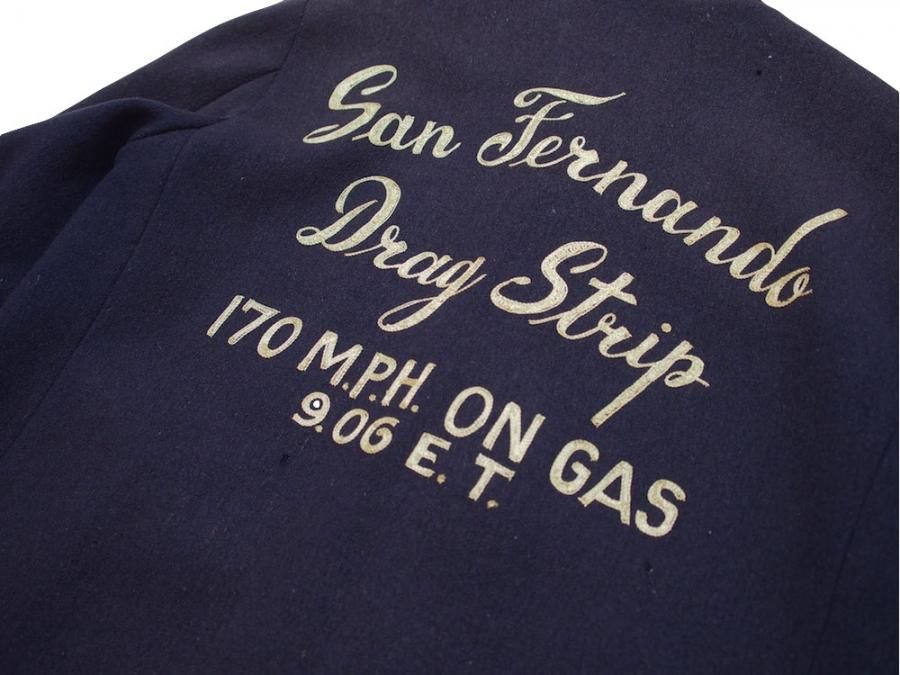 San Fernando
Drag Strip
170 M.P.H. ON GAS
9.06 E.T.